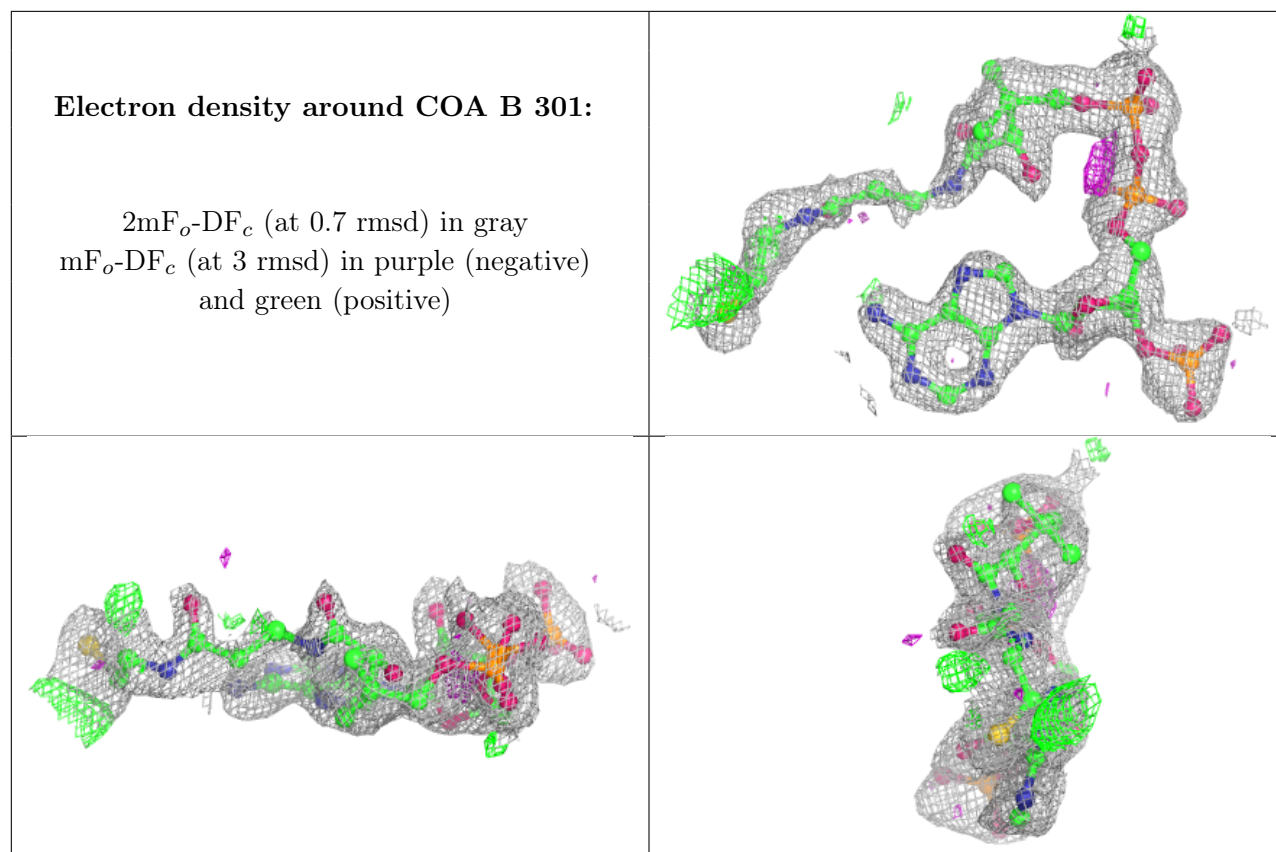 Electron density around COA B 301:
2mFₒ-DF𝑐 (at 0.7 rmsd) in gray
mFₒ-DF𝑐 (at 3 rmsd) in purple (negative)
and green (positive)